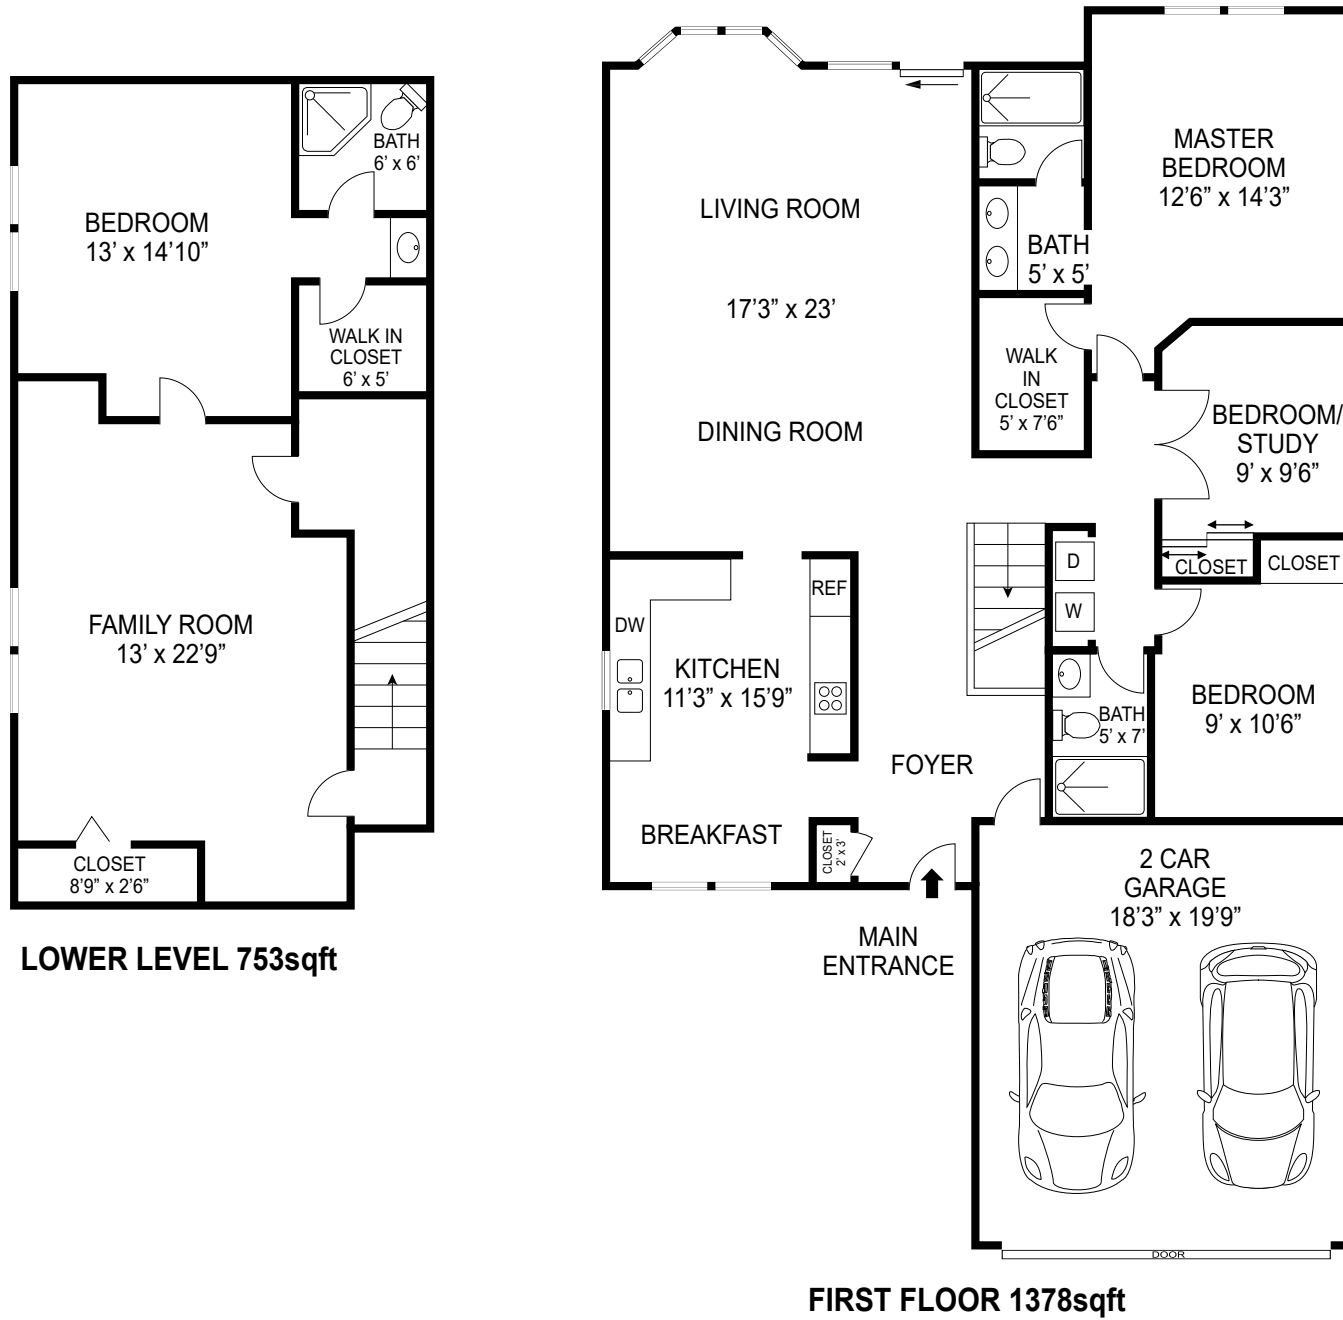 BATH
6’ x 6’
BEDROOM
13’ x 14’10”
WALK IN
CLOSET
6’ x 5’
FAMILY ROOM
13’ x 22’9”
CLOSET
8’9” x 2’6”
LOWER LEVEL 753sqft
LIVING ROOM
17’3” x 23’
DINING ROOM
MASTER
BEDROOM
12’6” x 14’3”
BATH
5’ x 5’
WALK
IN
CLOSET
5’ x 7’6”
BEDROOM/
STUDY
9’ x 9’6”
CLOSET
CLOSET
D
W
REF
DW
KITCHEN
11’3” x 15’9”
BEDROOM
9’ x 10’6”
BATH
5’ x 7’
FOYER
BREAKFAST
CLOSET
2’ x 3’
2 CAR
GARAGE
18’3” x 19’9”
MAIN
ENTRANCE
DOOR
FIRST FLOOR 1378sqft